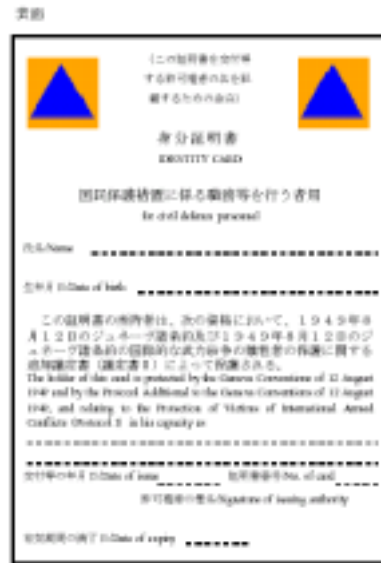 表面
(この証明書を交付等
する許可権者の名を記
載するための余白)
身分証明書
IDENTITY CARD
国民保護措置に係る職務等を行う者用
for civil defence personnel
氏名/Name
生年月日/Date of birth
この証明書の所持者は、次の資格において、1949年8
月12日のジュネーヴ諸条約及び1949年8月12日のジ
ュネーヴ諸条約の国際的な武力紛争の犠牲者の保護に関する
追加議定書(議定書Ⅰ)によって保護される。
The holder of this card is protected by the Geneva Conventions of 12 August
1949 and by the Protocol Additional to the Geneva Conventions of 12 August
1949, and relating to the Protection of Victims of International Armed
Conflicts (Protocol I) in his capacity as
交付等の年月日/Date of issue 証明書番号/No. of card
許可権者の署名/Signature of issuing authority
有効期間の満了日/Date of expiry